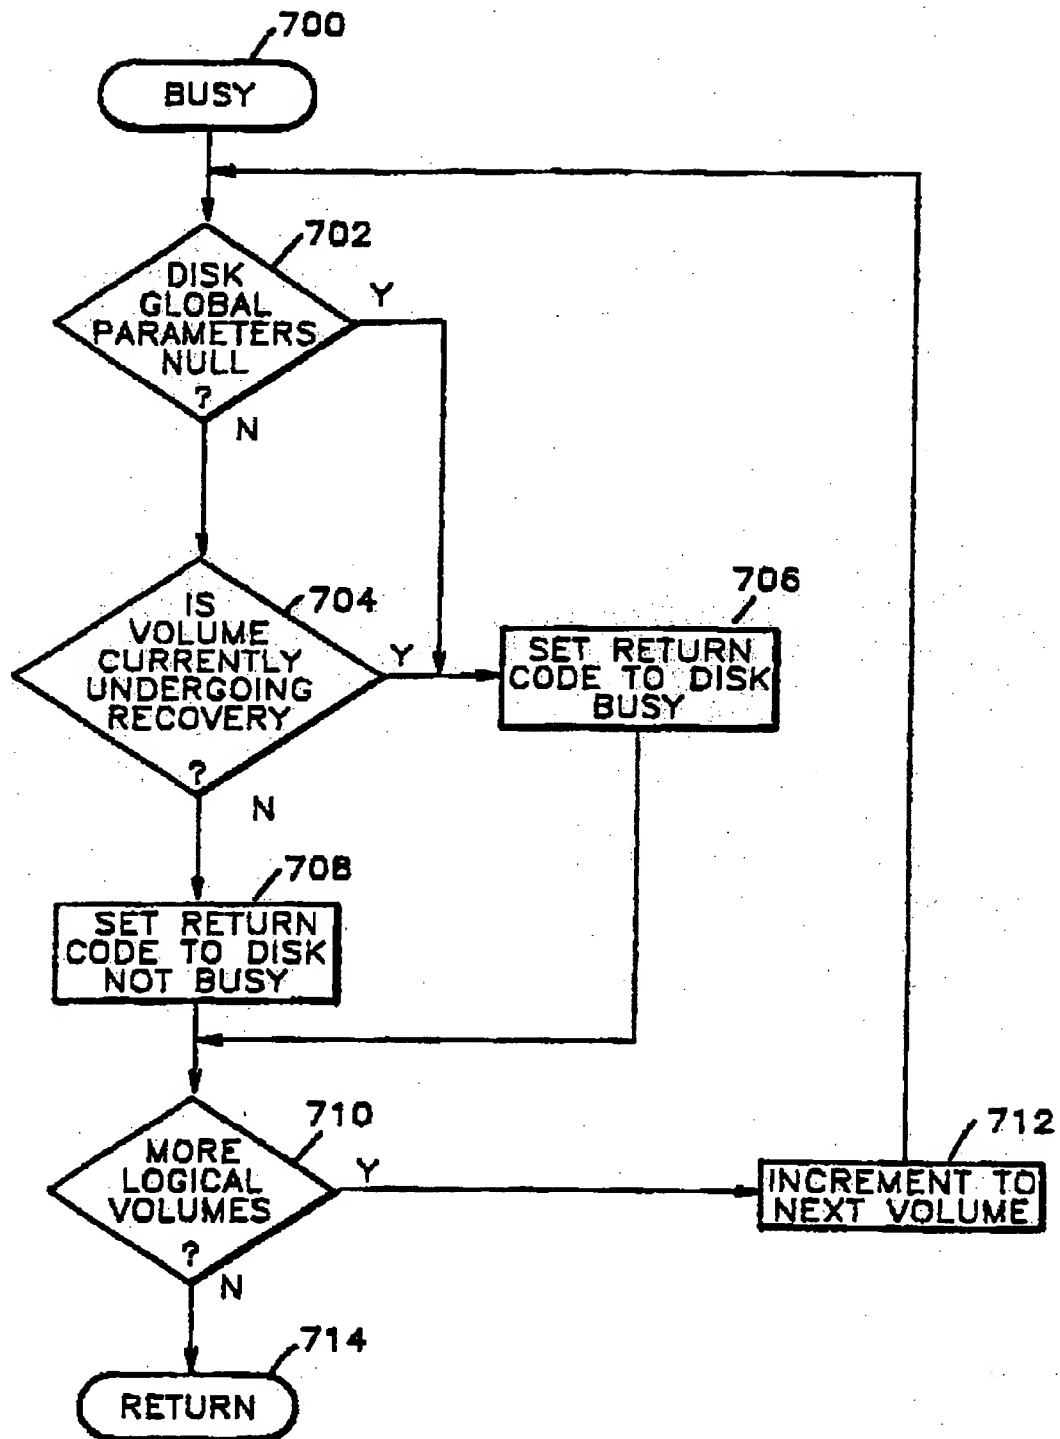 700
BUSY
702
DISK
GLOBAL
PARAMETERS
NULL
?
Y
N
704
IS
VOLUME
CURRENTLY
UNDERGOING
RECOVERY
?
Y
N
706
SET RETURN
CODE TO DISK
BUSY
708
SET RETURN
CODE TO DISK
NOT BUSY
710
MORE
LOGICAL
VOLUMES
?
Y
N
712
INCREMENT TO
NEXT VOLUME
714
RETURN